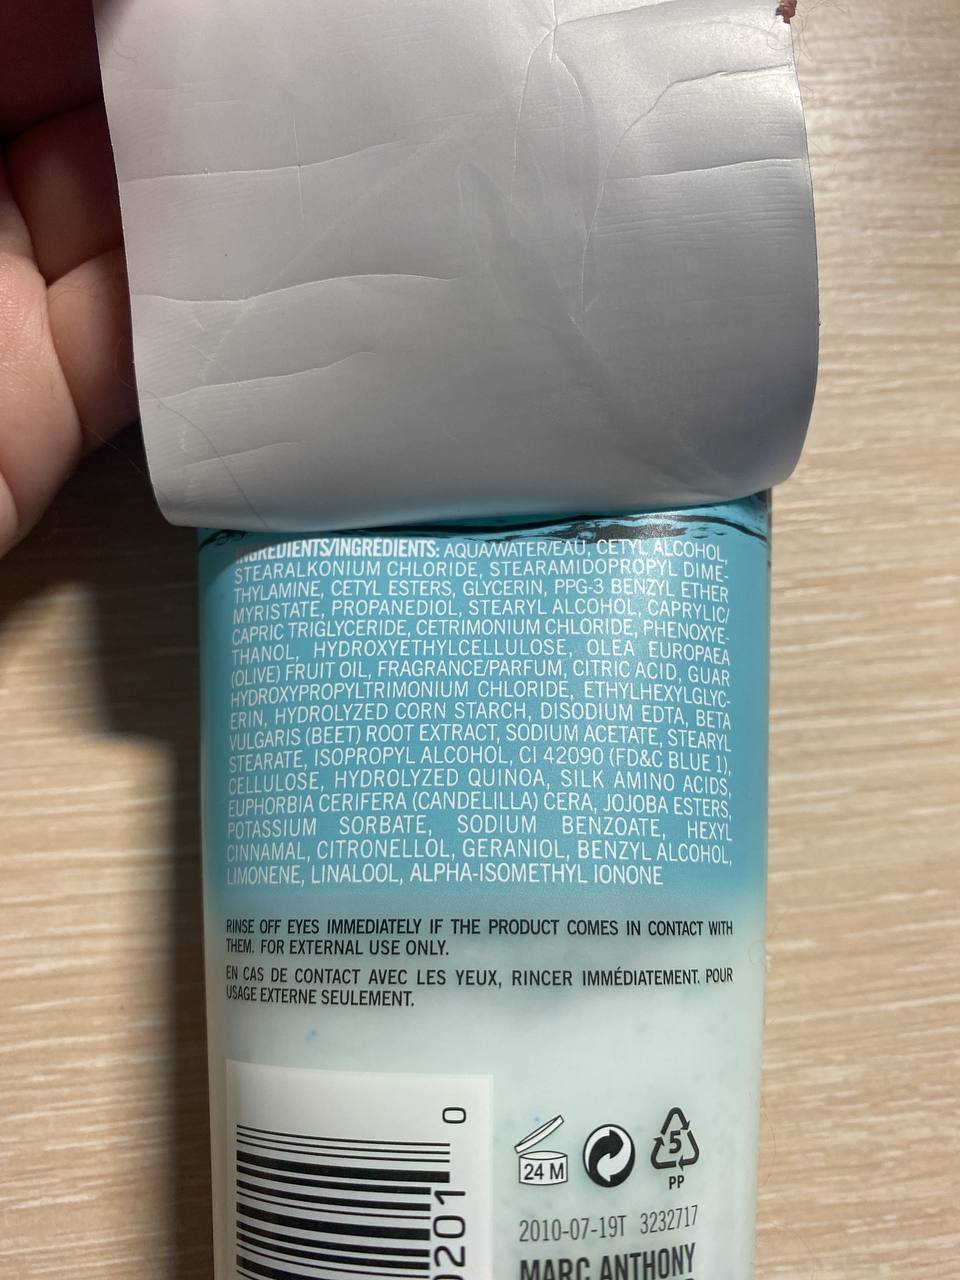 INGREDIENTS/INGRÉDIENTS: AQUA/WATER/EAU, CETYL ALCOHOL,
STEARALKONIUM CHLORIDE, STEARAMIDOPROPYL DIME-
THYLAMINE, CETYL ESTERS, GLYCERIN, PPG-3 BENZYL ETHER
MYRISTATE, PROPANEDIOL, STEARYL ALCOHOL, CAPRYLIC/
CAPRIC TRIGLYCERIDE, CETRIMONIUM CHLORIDE, PHENOXYE-
THANOL, HYDROXYETHYLCELLULOSE, OLEA EUROPAEA
(OLIVE) FRUIT OIL, FRAGRANCE/PARFUM, CITRIC ACID, GUAR
HYDROXYPROPYLTRIMONIUM CHLORIDE, ETHYLHEXYLGLYC-
ERIN, HYDROLYZED CORN STARCH, DISODIUM EDTA, BETA
VULGARIS (BEET) ROOT EXTRACT, SODIUM ACETATE, STEARYL
STEARATE, ISOPROPYL ALCOHOL, CI 42090 (FD&C BLUE 1),
CELLULOSE, HYDROLYZED QUINOA, SILK AMINO ACIDS,
EUPHORBIA CERIFERA (CANDELILLA) CERA, JOJOBA ESTERS,
POTASSIUM SORBATE, SODIUM BENZOATE, HEXYL
CINNAMAL, CITRONELLOL, GERANIOL, BENZYL ALCOHOL,
LIMONENE, LINALOOL, ALPHA-ISOMETHYL IONONE
RINSE OFF EYES IMMEDIATELY IF THE PRODUCT COMES IN CONTACT WITH
THEM. FOR EXTERNAL USE ONLY.
EN CAS DE CONTACT AVEC LES YEUX, RINCER IMMÉDIATEMENT. POUR
USAGE EXTERNE SEULEMENT.
0
0201
24 M
5
PP
2010-07-19T 3232717
MARC ANTHONY